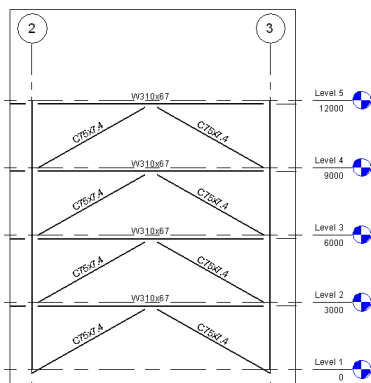 2 3
W310x67
Level 5
12000
C75x7.4 C75x7.4
W310x67
Level 4
9000
C75x7.4 C75x7.4
W310x67
Level 3
6000
C75x7.4 C75x7.4
W310x67
Level 2
3000
C75x7.4 C75x7.4
Level 1
0